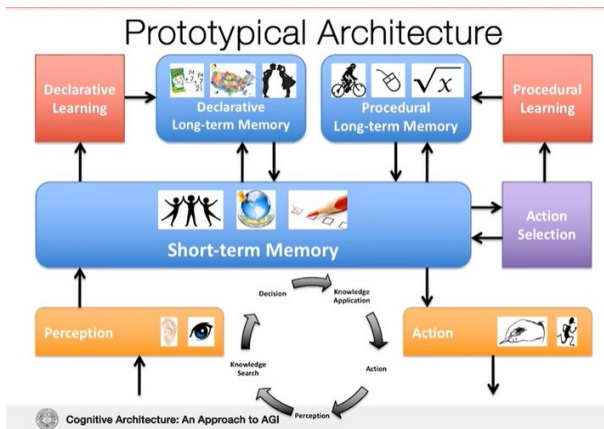 Prototypical Architecture
Declarative
Learning
Declarative
Long-term Memory
Procedural
Long-term Memory
√x
Procedural
Learning
Short-term Memory
Action
Selection
Perception
Decision
Knowledge
Application
Knowledge
Search
Action
Perception
Action
Cognitive Architecture: An Approach to AGI